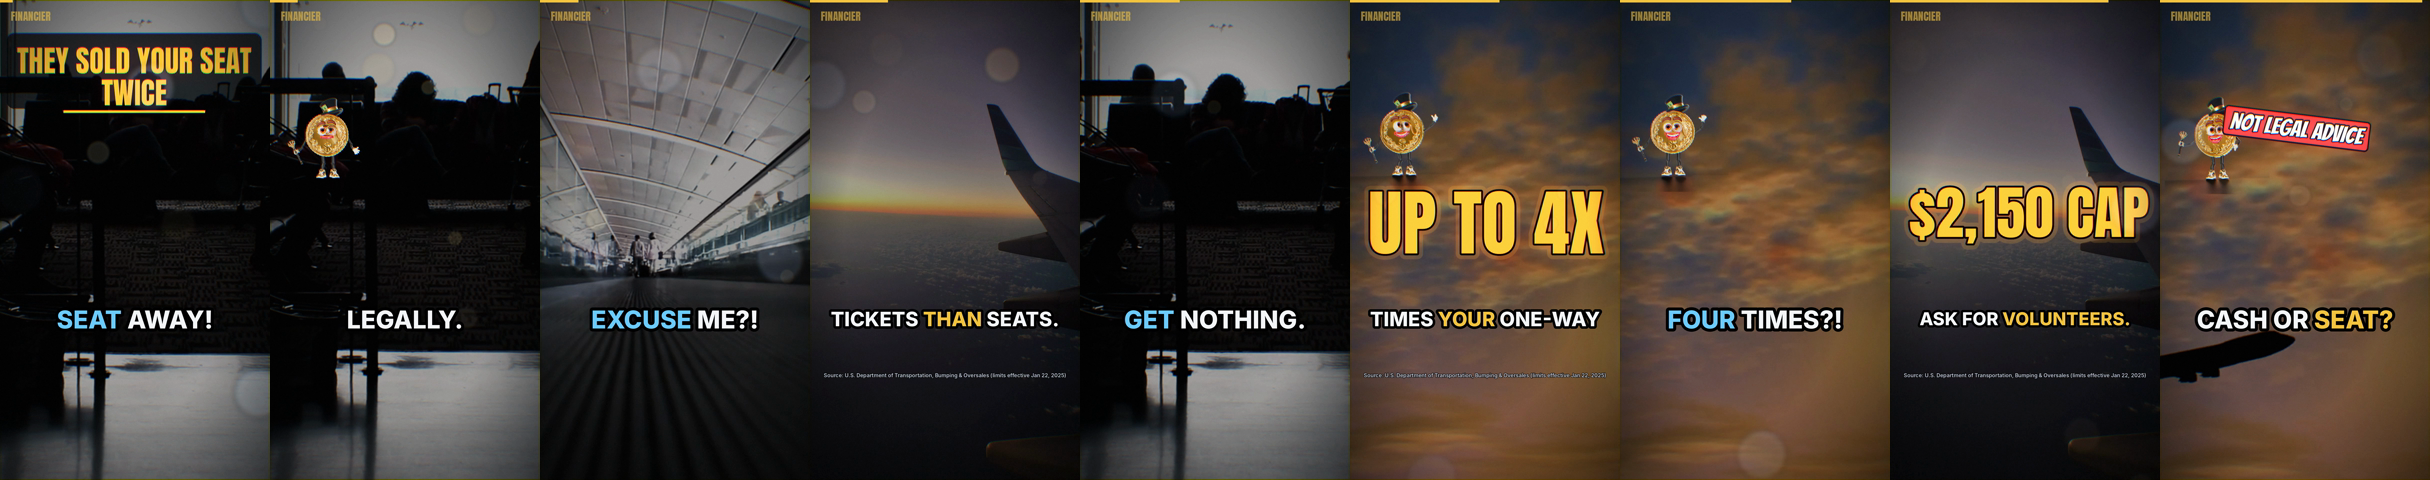 FINANCIER
THEY SOLD YOUR SEAT
TWICE
SEAT AWAY!
FINANCIER
LEGALLY.
FINANCIER
EXCUSE ME?!
FINANCIER
TICKETS THAN SEATS.
Source: U.S. Department of Transportation, Bumping & Oversales (limits effective Jan 22, 2025)
FINANCIER
GET NOTHING.
FINANCIER
UP TO 4X
TIMES YOUR ONE-WAY
Source: U.S. Department of Transportation, Bumping & Oversales (limits effective Jan 22, 2025)
FINANCIER
FOUR TIMES?!
FINANCIER
$2,150 CAP
ASK FOR VOLUNTEERS.
Source: U.S. Department of Transportation, Bumping & Oversales (limits effective Jan 22, 2025)
FINANCIER
NOT LEGAL ADVICE
CASH OR SEAT?